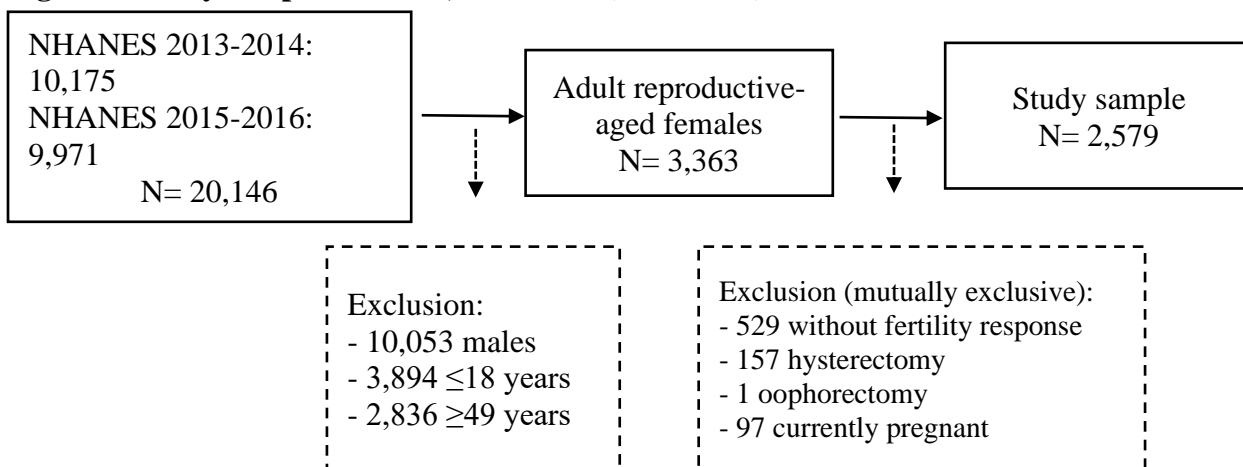 NHANES 2013-2014:
10,175
NHANES 2015-2016:
9,971
N= 20,146
Adult reproductive-
aged females
N= 3,363
Study sample
N= 2,579
Exclusion:
- 10,053 males
- 3,894 ≤18 years
- 2,836 ≥49 years
Exclusion (mutually exclusive):
- 529 without fertility response
- 157 hysterectomy
- 1 oophorectomy
- 97 currently pregnant